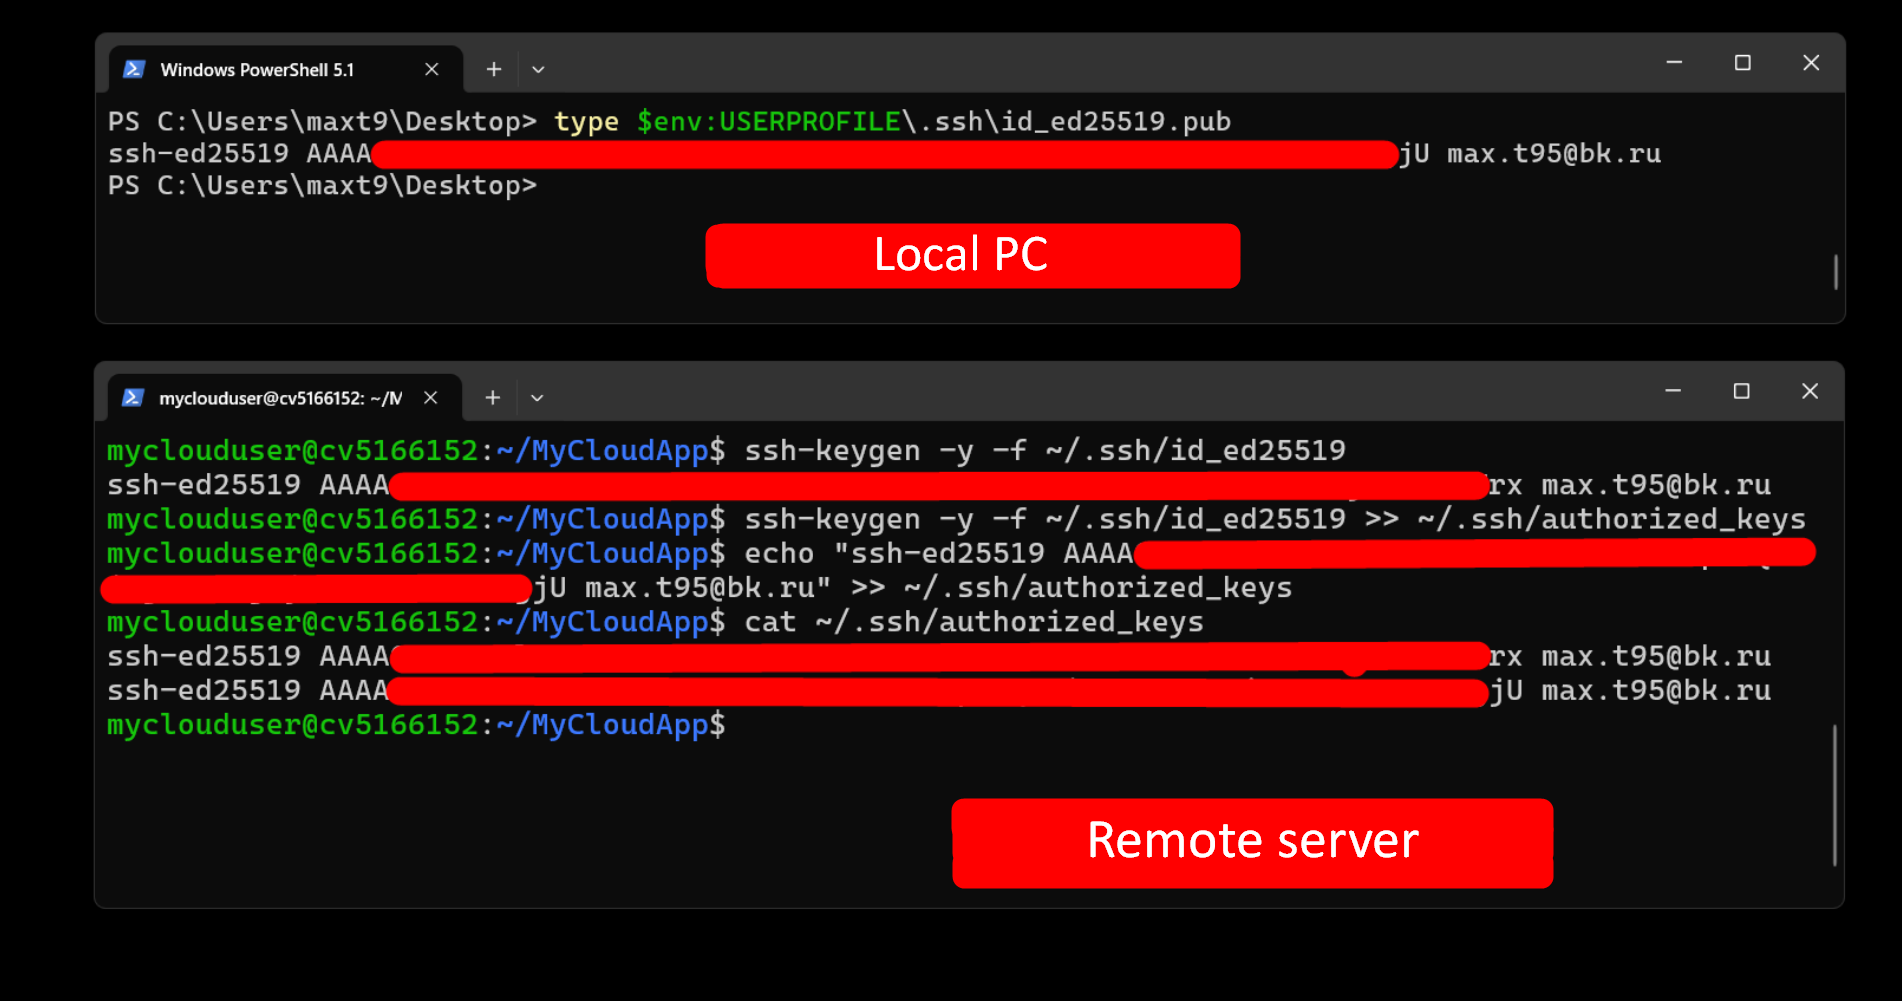 Windows PowerShell 5.1
PS C:\Users\maxt9\Desktop> type $env:USERPROFILE\.ssh\id_ed25519.pub
ssh-ed25519 AAAA jU max.t95@bk.ru
PS C:\Users\maxt9\Desktop>
Local PC
myclouduser@cv5166152: ~/M
myclouduser@cv5166152:~/MyCloudApp$ ssh-keygen -y -f ~/.ssh/id_ed25519
ssh-ed25519 AAAA rx max.t95@bk.ru
myclouduser@cv5166152:~/MyCloudApp$ ssh-keygen -y -f ~/.ssh/id_ed25519 >> ~/.ssh/authorized_keys
myclouduser@cv5166152:~/MyCloudApp$ echo "ssh-ed25519 AAAA
jU max.t95@bk.ru" >> ~/.ssh/authorized_keys
myclouduser@cv5166152:~/MyCloudApp$ cat ~/.ssh/authorized_keys
ssh-ed25519 AAAA rx max.t95@bk.ru
ssh-ed25519 AAAA jU max.t95@bk.ru
myclouduser@cv5166152:~/MyCloudApp$
Remote server